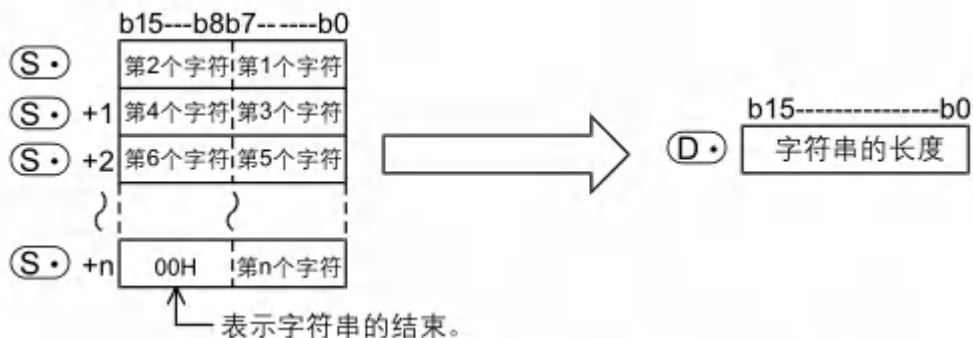 b15---b8b7-------b0
S· 第2个字符 第1个字符
S· +1 第4个字符 第3个字符
S· +2 第6个字符 第5个字符
S· +n 00H 第n个字符
表示字符串的结束。
b15---------------b0
D· 字符串的长度